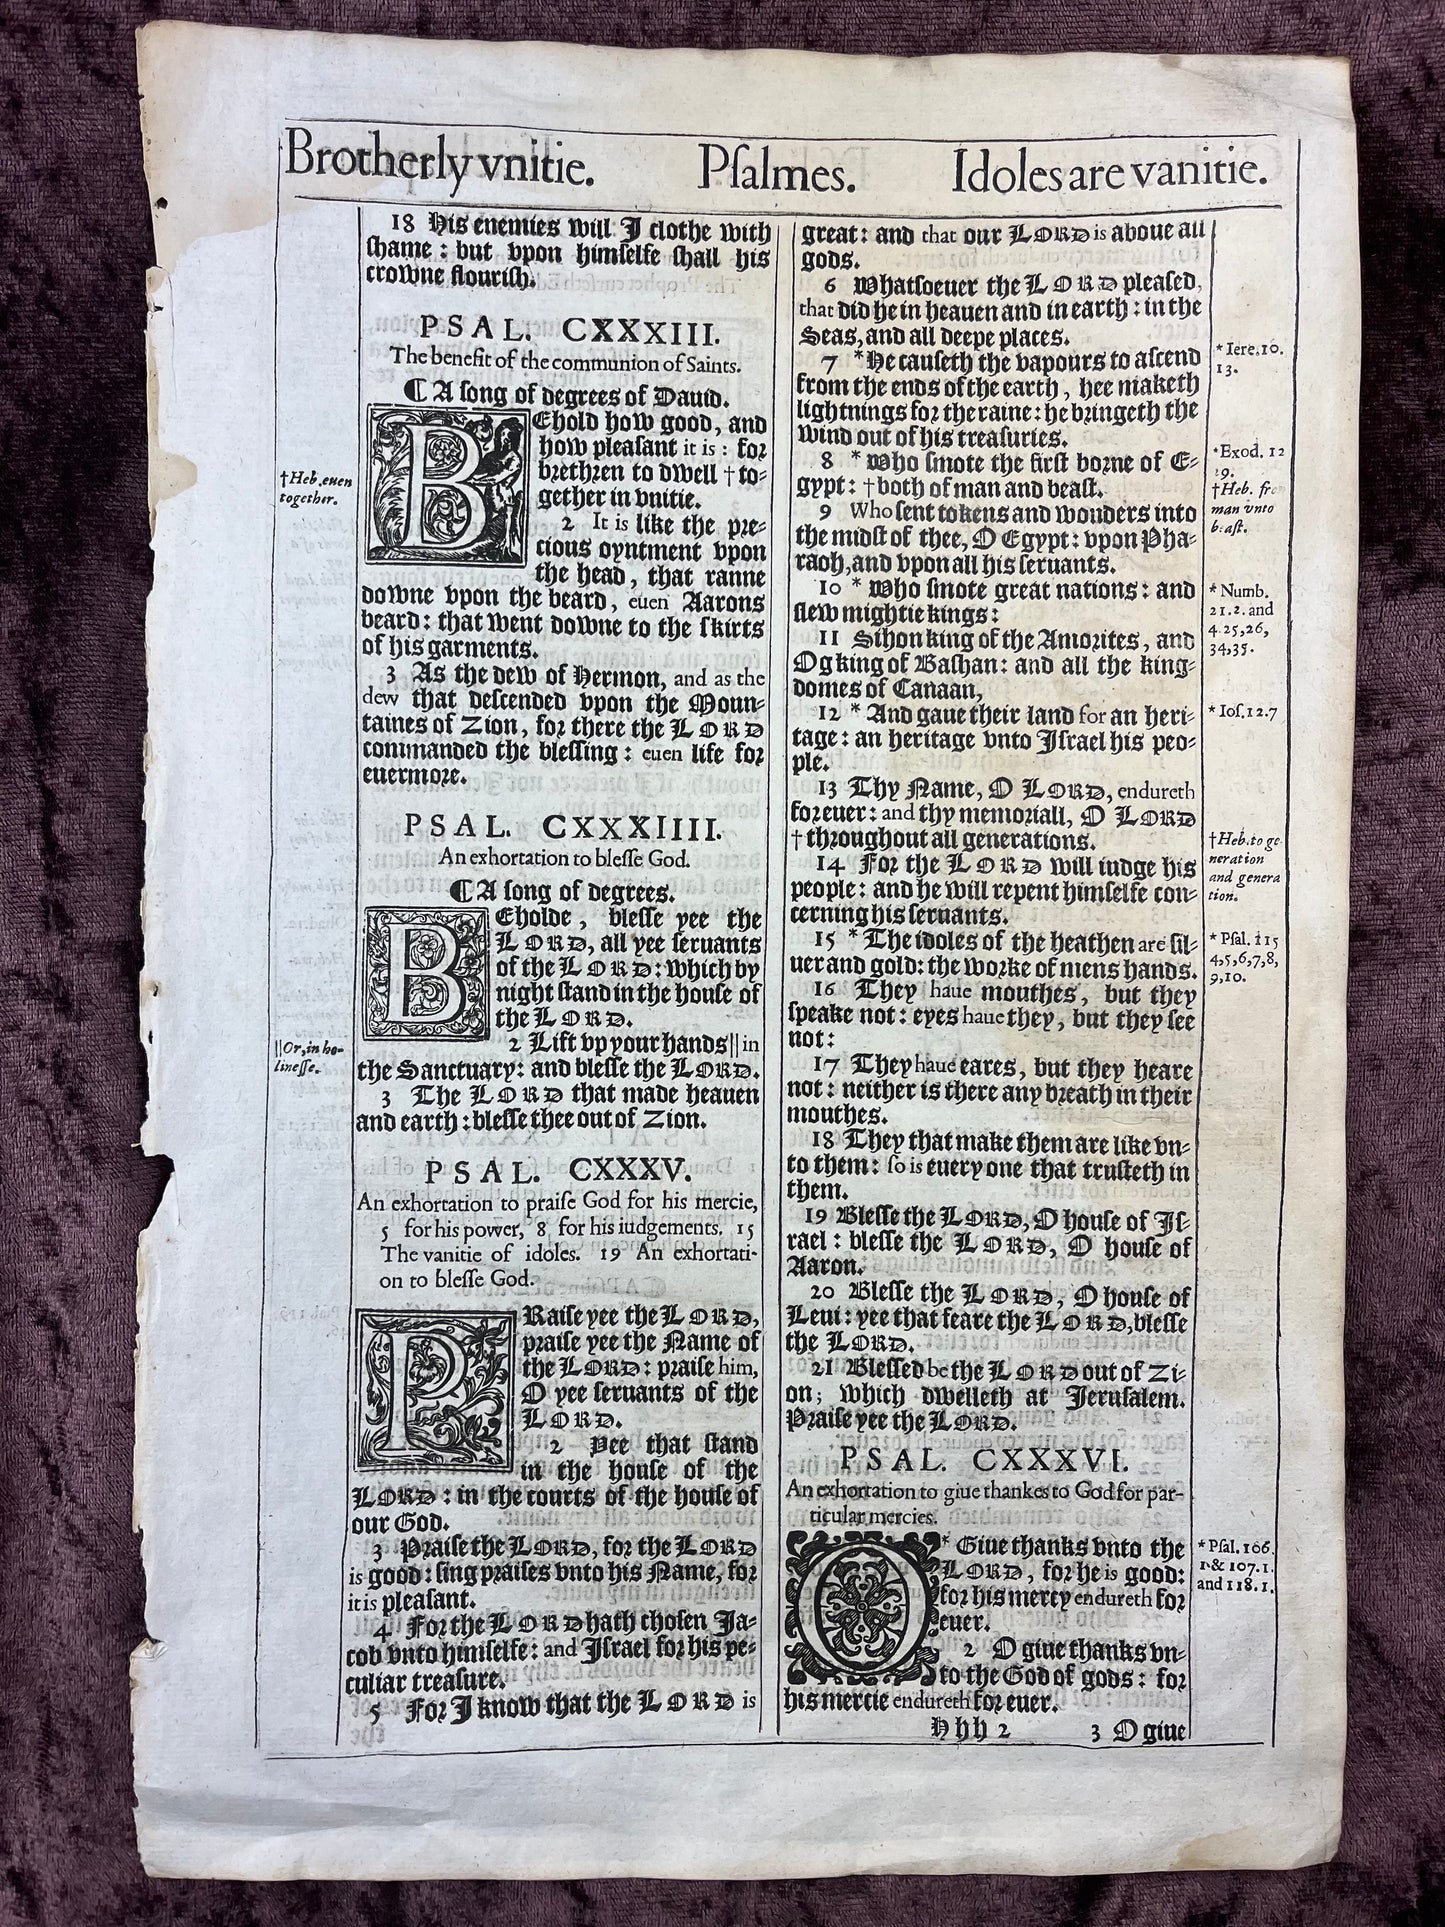 Brotherly vnitie. Pſalmes. Idoles are vanitie.
18 His enemies will I clothe with
ſhame: but vpon himſelfe ſhall his
crowne flouriſh.
PSAL. CXXXIII.
The benefit of the communion of Saints.
¶ A ſong of degrees of Dauid.
BEhold how good, and
how pleaſant it is: for
brethren to dwell † to-
gether in vnitie.
†Heb. euen
together.
2 It is like the pre-
cious oyntment vpon
the head, that ranne
downe vpon the beard, euen Aarons
beard: that went downe to the ſkirts
of his garments.
3 As the dew of Hermon, and as the
dew that deſcended vpon the Moun-
taines of Zion, for there the LORD
commanded the bleſſing: euen life for
euermore.
PSAL. CXXXIIII.
An exhortation to bleſſe God.
¶ A ſong of degrees.
BEholde, bleſſe yee the
LORD, all yee ſeruants
of the LORD: which by
night ſtand in the houſe of
the LORD.
2 Lift vp your hands || in
the Sanctuary: and bleſſe the LORD.
||Or, in ho-
lineſſe.
3 The LORD that made heauen
and earth: bleſſe thee out of Zion.
PSAL. CXXXV.
An exhortation to praiſe God for his mercie,
5 for his power, 8 for his iudgements. 15
The vanitie of idoles. 19 An exhortati-
on to bleſſe God.
PRaiſe yee the LORD,
praiſe yee the Name of
the LORD: praiſe him,
O yee ſeruants of the
LORD.
2 Yee that ſtand
in the houſe of the
LORD: in the courts of the houſe of
our God.
3 Praiſe the LORD, for the LORD
is good: ſing praiſes vnto his Name, for
it is pleaſant.
4 For the LORD hath choſen Ja-
cob vnto himſelfe: and Iſrael for his pe-
culiar treaſure.
5 For I know that the LORD is
great: and that our LORD is aboue all
gods.
6 Whatſoeuer the LORD pleaſed,
that did he in heauen and in earth: in the
Seas, and all deepe places.
7 *He cauſeth the vapours to aſcend
from the ends of the earth, hee maketh
lightnings for the raine: he bringeth the
wind out of his treaſuries.
* Iere. 10.
13.
8 * Who ſmote the firſt borne of E-
gypt: †both of man and beaſt.
*Exod. 12
29.
†Heb. fro
man vnto
beaſt.
9 Who ſent tokens and wonders into
the midſt of thee, O Egypt: vpon Pha-
raoh, and vpon all his ſeruants.
10 * Who ſmote great nations: and
ſlew mightie kings:
* Numb.
21.2. and
4.25,26,
34,35.
11 Sihon king of the Amorites, and
Og king of Baſhan: and all the king-
domes of Canaan,
12 * And gaue their land for an heri-
tage: an heritage vnto Iſrael his peo-
ple.
* Ioſ. 12.7
13 Thy Name, O LORD, endureth
for euer: and thy memoriall, O LORD
†throughout all generations.
†Heb. to ge
neration
and genera
tion.
14 For the LORD will iudge his
people: and he will repent himſelfe con-
cerning his ſeruants.
15 * The idoles of the heathen are ſil-
uer and gold: the worke of mens hands.
* Pſal. 115
4,5,6,7,8,
9,10.
16 They haue mouthes, but they
ſpeake not: eyes haue they, but they ſee
not:
17 They haue eares, but they heare
not: neither is there any breath in their
mouthes.
18 They that make them are like vn-
to them: ſo is euery one that truſteth in
them.
19 Bleſſe the LORD, O houſe of Iſ-
rael: bleſſe the LORD, O houſe of
Aaron.
20 Bleſſe the LORD, O houſe of
Leui: yee that feare the LORD, bleſſe
the LORD.
21 Bleſſed be the LORD out of Zi-
on; which dwelleth at Jeruſalem.
Praiſe yee the LORD.
PSAL. CXXXVI.
An exhortation to giue thankes to God for par-
ticular mercies.
O * Giue thanks vnto the
LORD, for he is good:
for his mercy endureth for
euer.
* Pſal. 106.
1. & 107.1.
and 118.1.
2 O giue thanks vn-
to the God of gods: for
his mercie endureth for euer.
Hhh 2 3 O giue